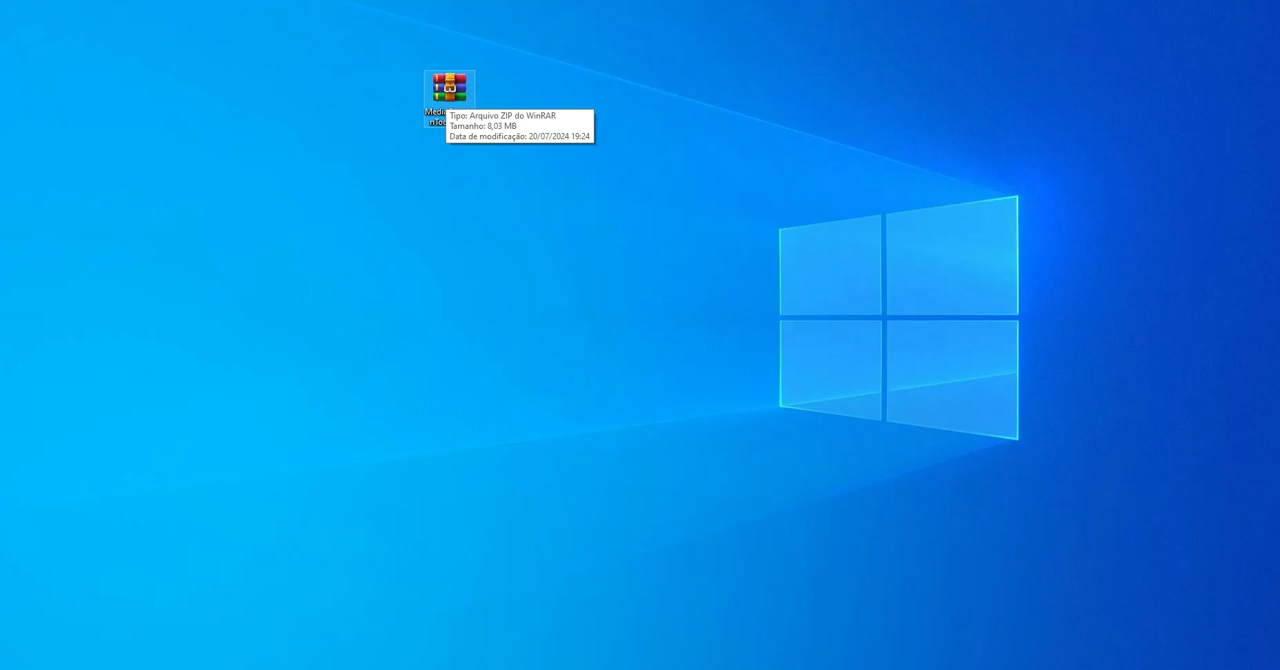 Tipo: Arquivo ZIP do WinRAR
Tamanho: 8,03 MB
Data de modificação: 20/07/2024 19:24